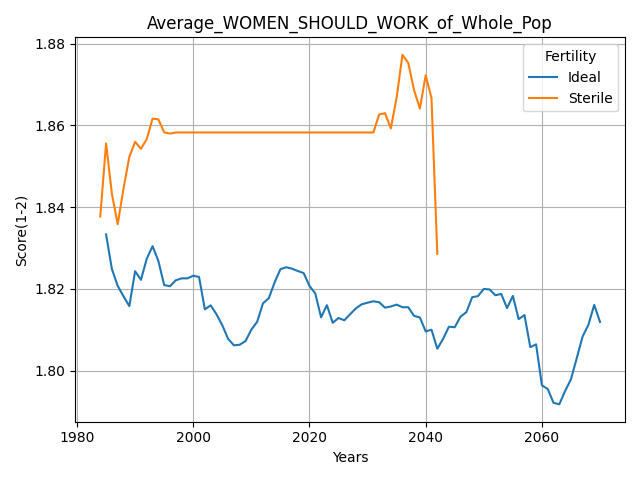 Average_WOMEN_SHOULD_WORK_of_Whole_Pop
Fertility
Ideal
Sterile
Score(1-2)
1.88
1.86
1.84
1.82
1.80
1980
2000
2020
2040
2060
Years